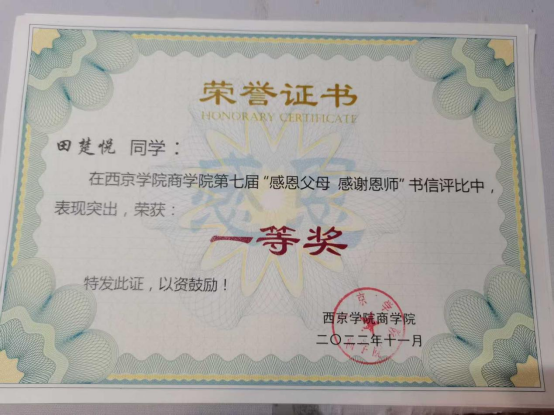 荣誉证书
HONORARY CERTIFICATE
田楚悦 同学：
在西京学院商学院第七届“感恩父母 感谢恩师”书信评比中，
表现突出，荣获：
感恩
一等奖
特发此证，以资鼓励！
西京学院商学院
二〇二二年十一月